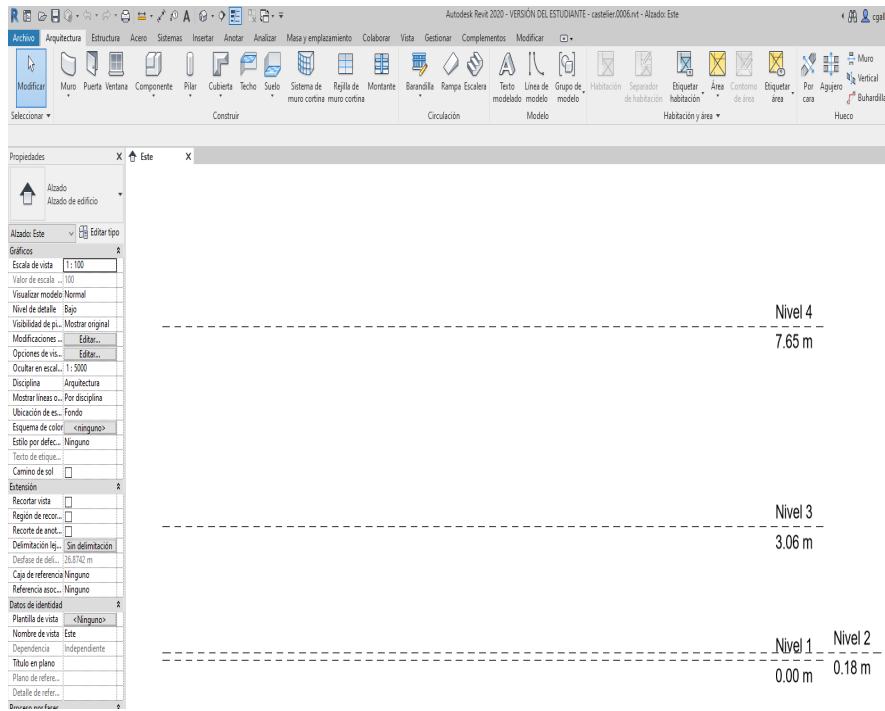 Autodesk Revit 2020 - VERSIÓN DEL ESTUDIANTE - castelier.0006.rvt - Alzado: Este
Archivo Arquitectura Estructura Acero Sistemas Insertar Anotar Analizar Masa y emplazamiento Colaborar Vista Gestionar Complementos Modificar
Modificar Muro Puerta Ventana Componente Pilar Cubierta Techo Suelo Sistema de muro cortina Rejilla de muro cortina Montante Barandilla Rampa Escalera Texto modelado Línea de modelo Grupo de modelo Habitación Separador de habitación Etiquetar habitación Área Contorno de área Etiquetar área Por cara Agujero Muro Vertical Buhardilla
Seleccionar Construir Circulación Modelo Habitación y área Hueco
Propiedades X Este X
Alzado
Alzado de edificio
Alzado: Este Editar tipo
Gráficos
Escala de vista 1 : 100
Valor de escala ... 100
Visualizar modelo Normal
Nivel de detalle Bajo
Visibilidad de pi... Mostrar original
Modificaciones ... Editar...
Opciones de vis... Editar...
Ocultar en escal... 1 : 5000
Disciplina Arquitectura
Mostrar líneas o... Por disciplina
Ubicación de es... Fondo
Esquema de color <ninguno>
Estilo por defec... Ninguno
Texto de etique...
Camino de sol
Extensión
Recortar vista
Región de recor...
Recorte de anot...
Delimitación lej... Sin delimitación
Desfase de deli... 26.8742 m
Caja de referencia Ninguno
Referencia asoc... Ninguno
Datos de identidad
Plantilla de vista <Ninguno>
Nombre de vista Este
Dependencia Independiente
Título en plano
Plano de refere...
Detalle de refer...
Proceso por fases
Nivel 4
7.65 m
Nivel 3
3.06 m
Nivel 1 Nivel 2
0.00 m 0.18 m